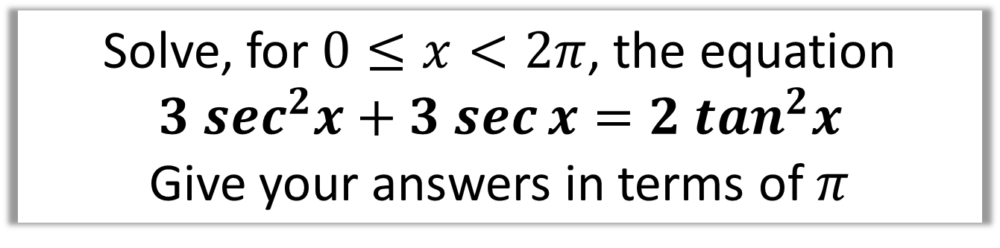 Solve, for 0 ≤ x < 2π, the equation
3 sec²x + 3 sec x = 2 tan²x
Give your answers in terms of π